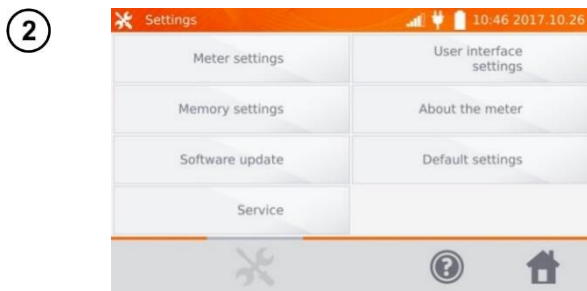 2
Settings
10:46 2017.10.26
Meter settings
User interface
settings
Memory settings
About the meter
Software update
Default settings
Service
?